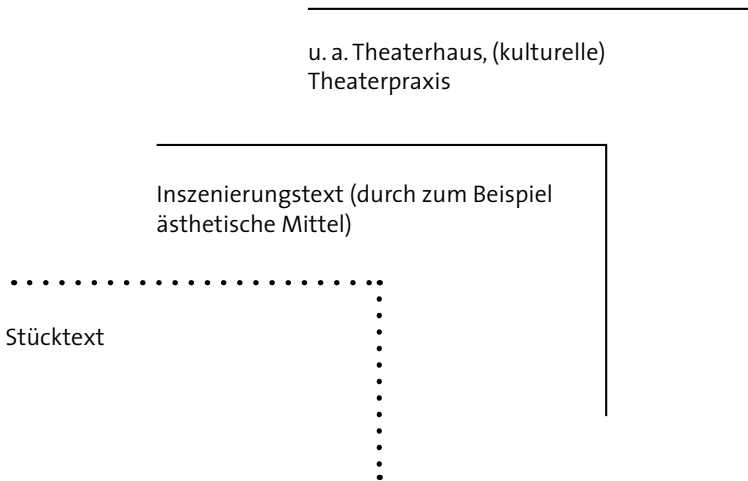 u. a. Theaterhaus, (kulturelle)
Theaterpraxis
Inszenierungstext (durch zum Beispiel
ästhetische Mittel)
Stücktext